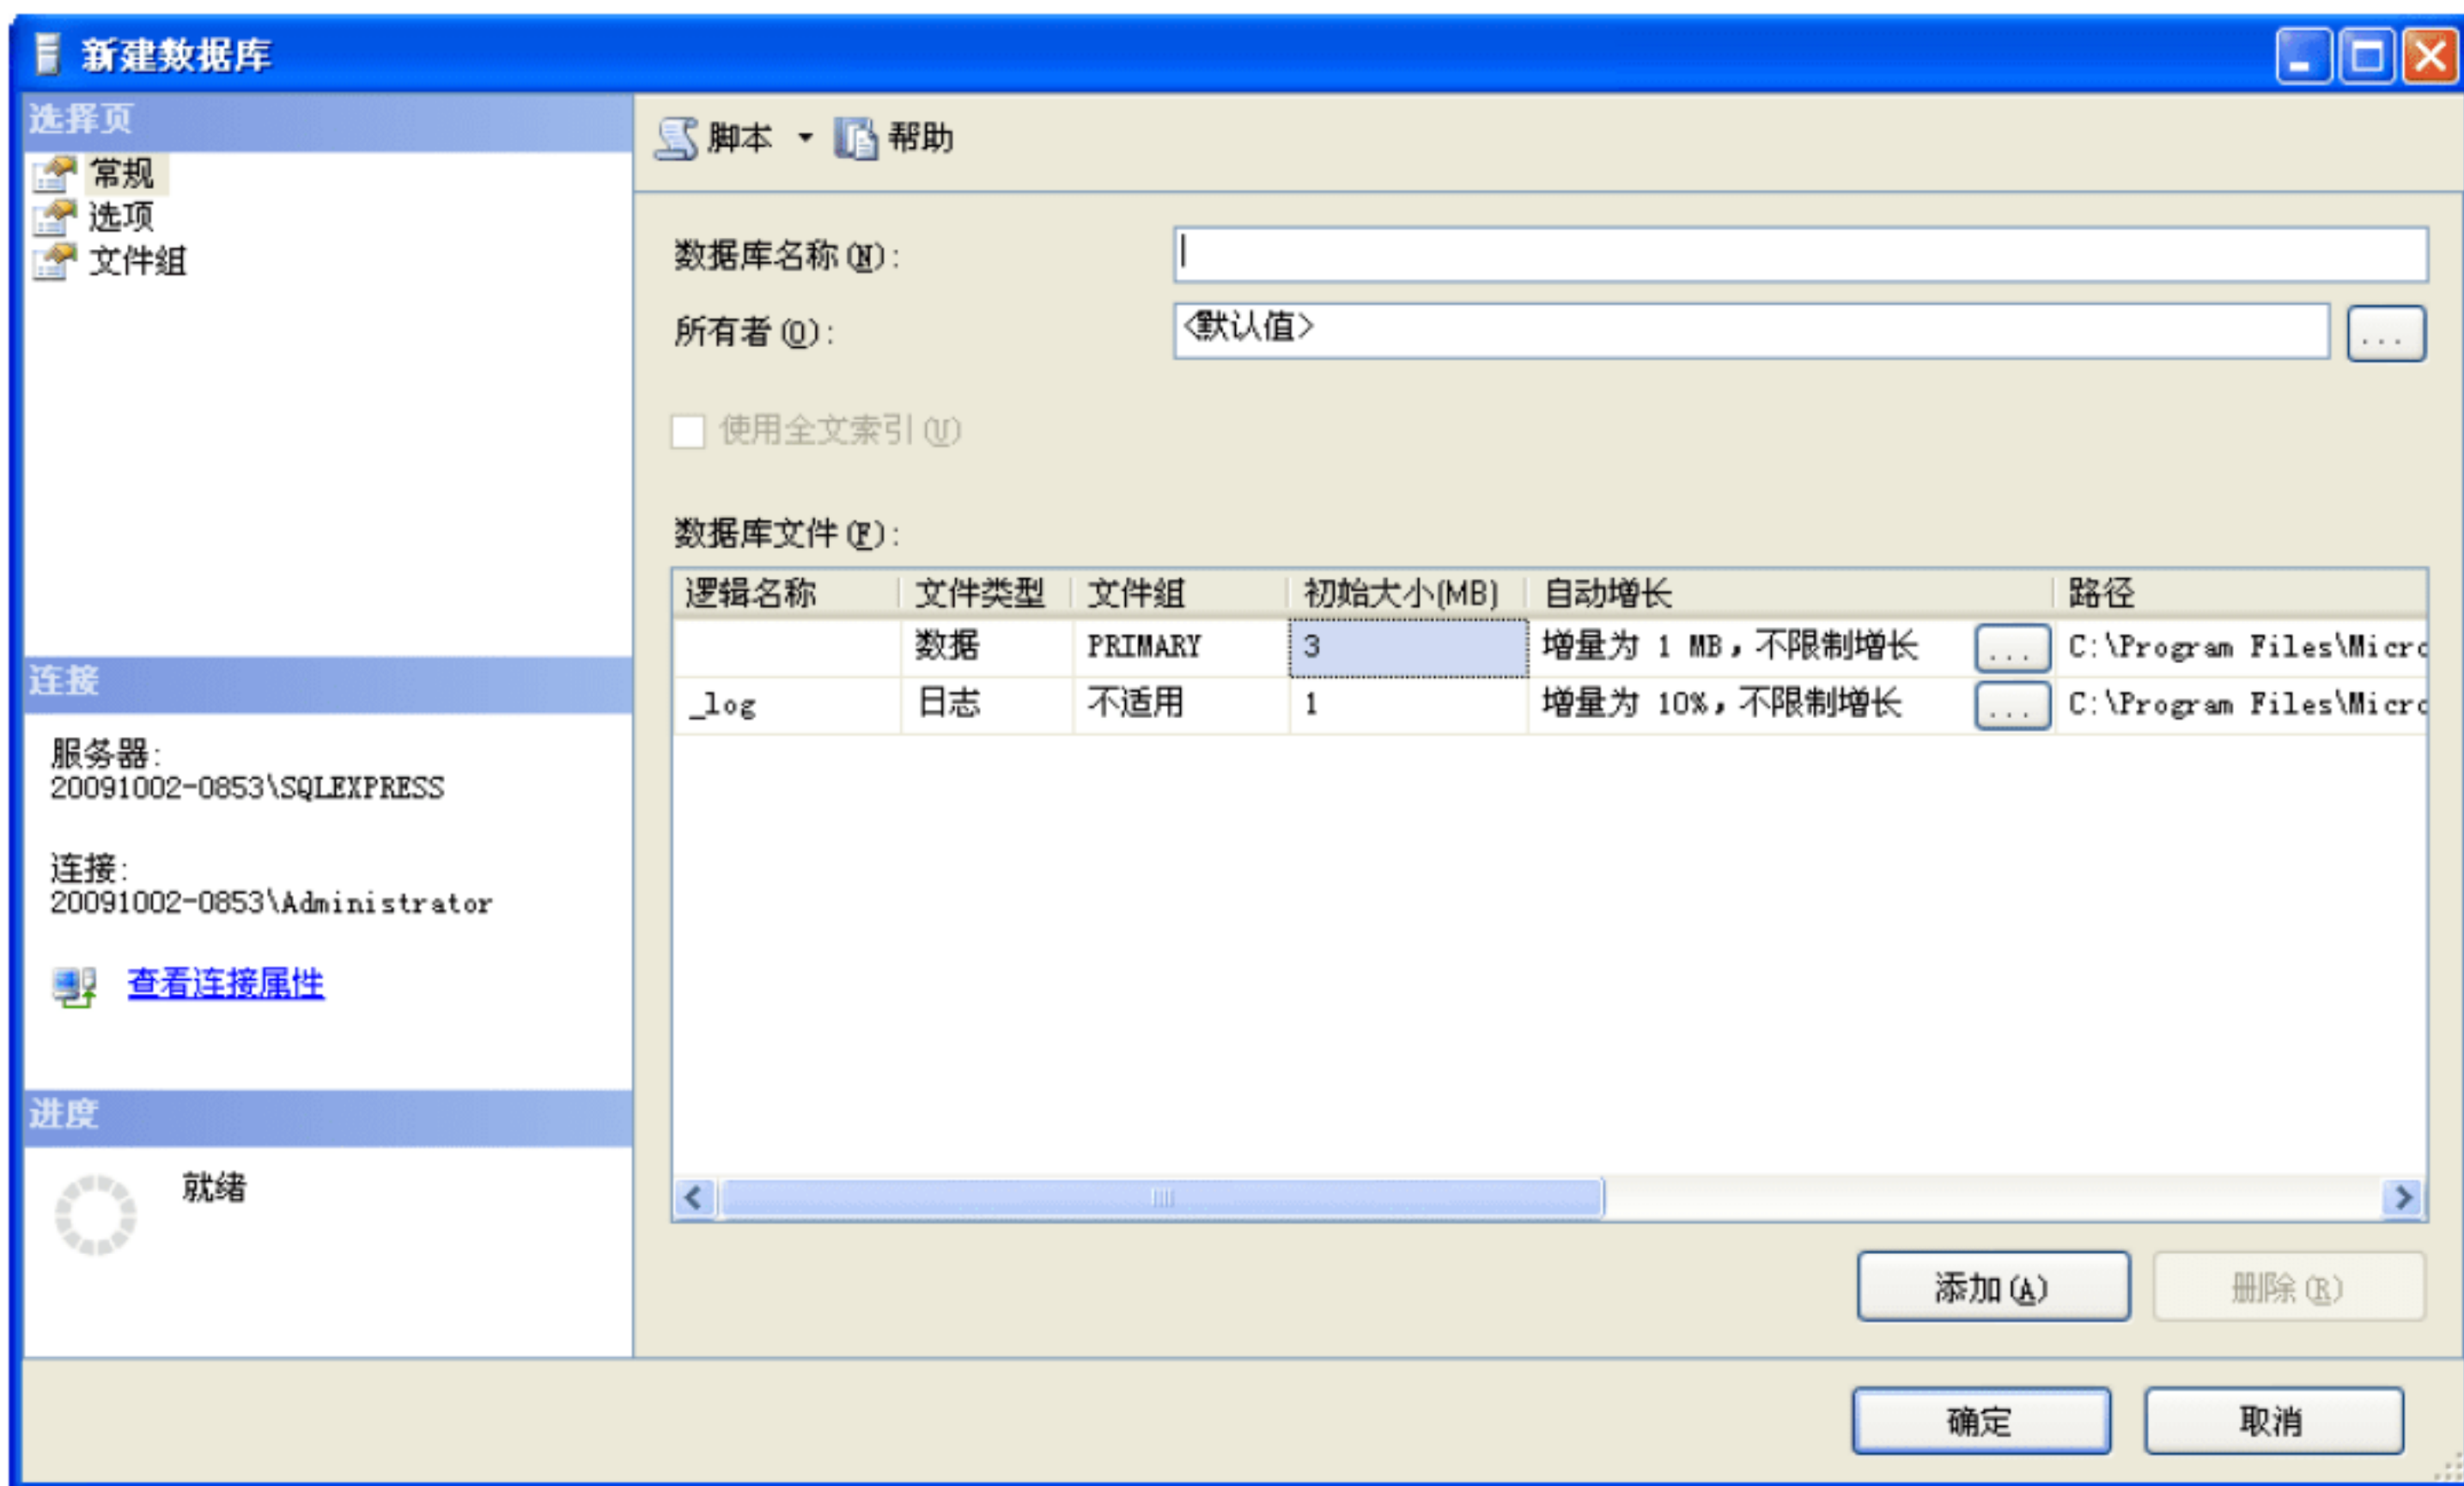 新建数据库
选择页
常规
选项
文件组
连接
服务器:
20091002-0853\SQLEXPRESS
连接:
20091002-0853\Administrator
查看连接属性
进度
就绪
脚本 帮助
数据库名称(N):
所有者(O): <默认值> ...
使用全文索引(U)
数据库文件(F):
逻辑名称 文件类型 文件组 初始大小(MB) 自动增长 路径
数据 PRIMARY 3 增量为 1 MB，不限制增长 ... C:\Program Files\Micro
_log 日志 不适用 1 增量为 10%，不限制增长 ... C:\Program Files\Micro
添加(A) 删除(R)
确定 取消